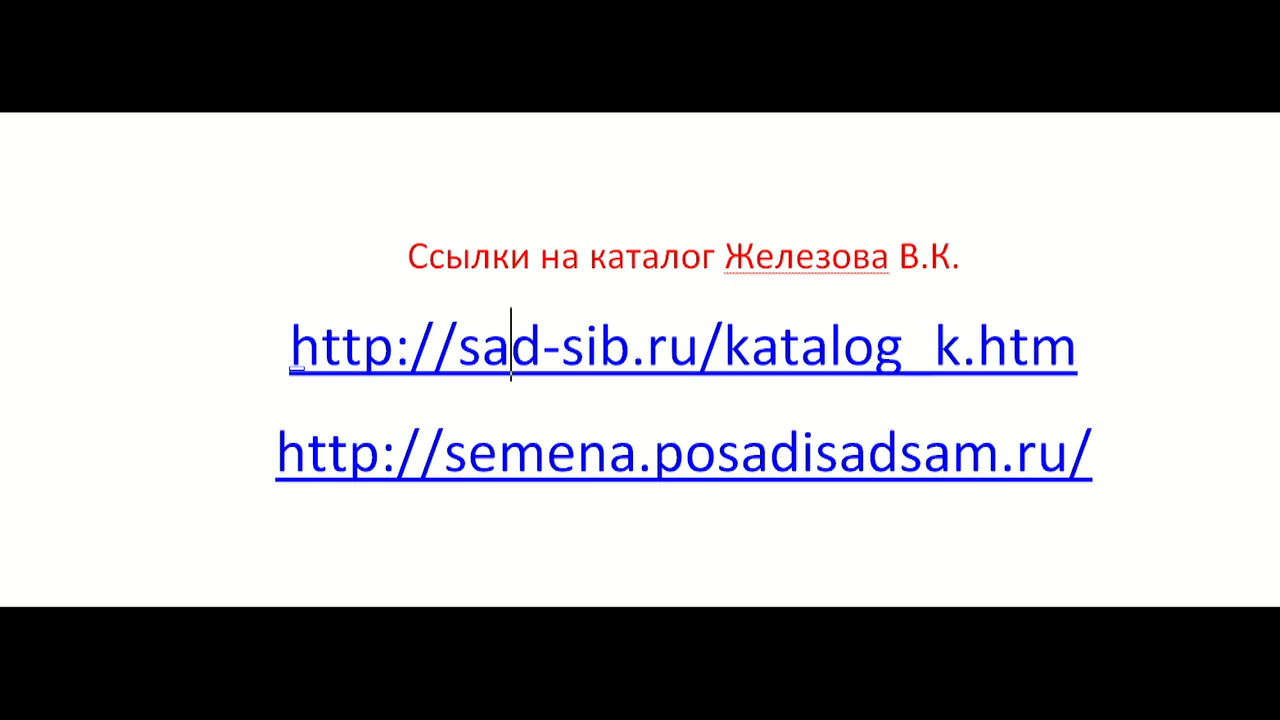 Ссылки на каталог Железова В.К.
http://sad-sib.ru/katalog_k.htm
http://semena.posadisadsam.ru/